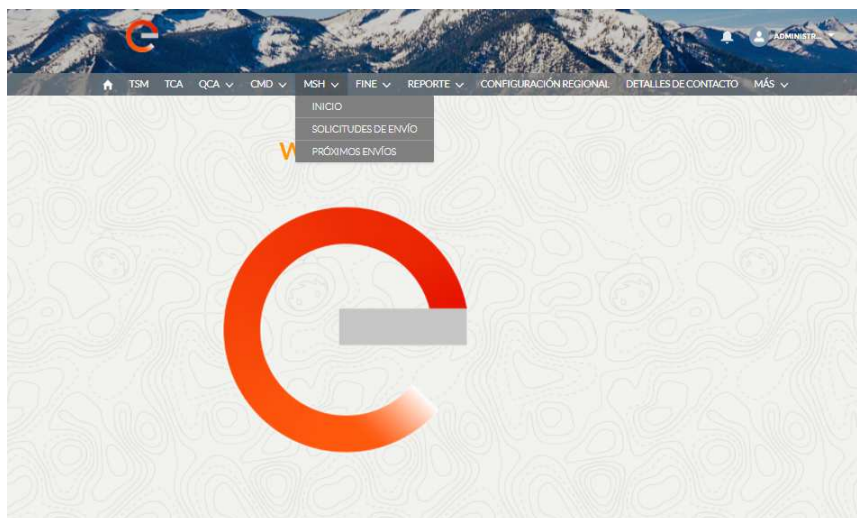 ADMINISTR...
TSM TCA QCA CMD MSH FINE REPORTE CONFIGURACIÓN REGIONAL DETALLES DE CONTACTO MÁS
INICIO
SOLICITUDES DE ENVÍO
PRÓXIMOS ENVÍOS